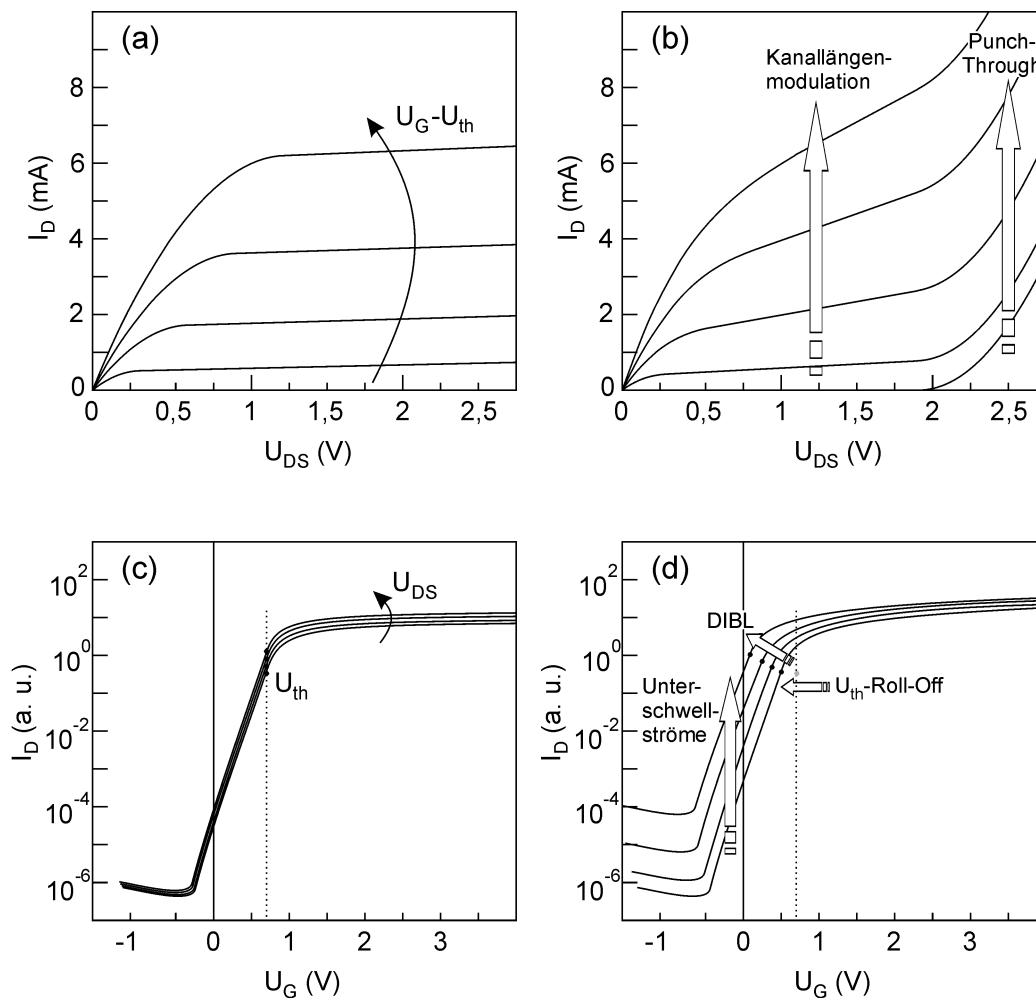 (a)
U_G-U_th
I_D (mA)
8
6
4
2
0
0 0,5 1 1,5 2 2,5
U_DS (V)
(b)
Kanallängen-
modulation
Punch-
Through
I_D (mA)
8
6
4
2
0
0 0,5 1 1,5 2 2,5
U_DS (V)
(c)
U_DS
U_th
I_D (a. u.)
10^2
10^0
10^-2
10^-4
10^-6
-1 0 1 2 3
U_G (V)
(d)
DIBL
U_th-Roll-Off
Unter-
schwell-
ströme
I_D (a. u.)
10^2
10^0
10^-2
10^-4
10^-6
-1 0 1 2 3
U_G (V)